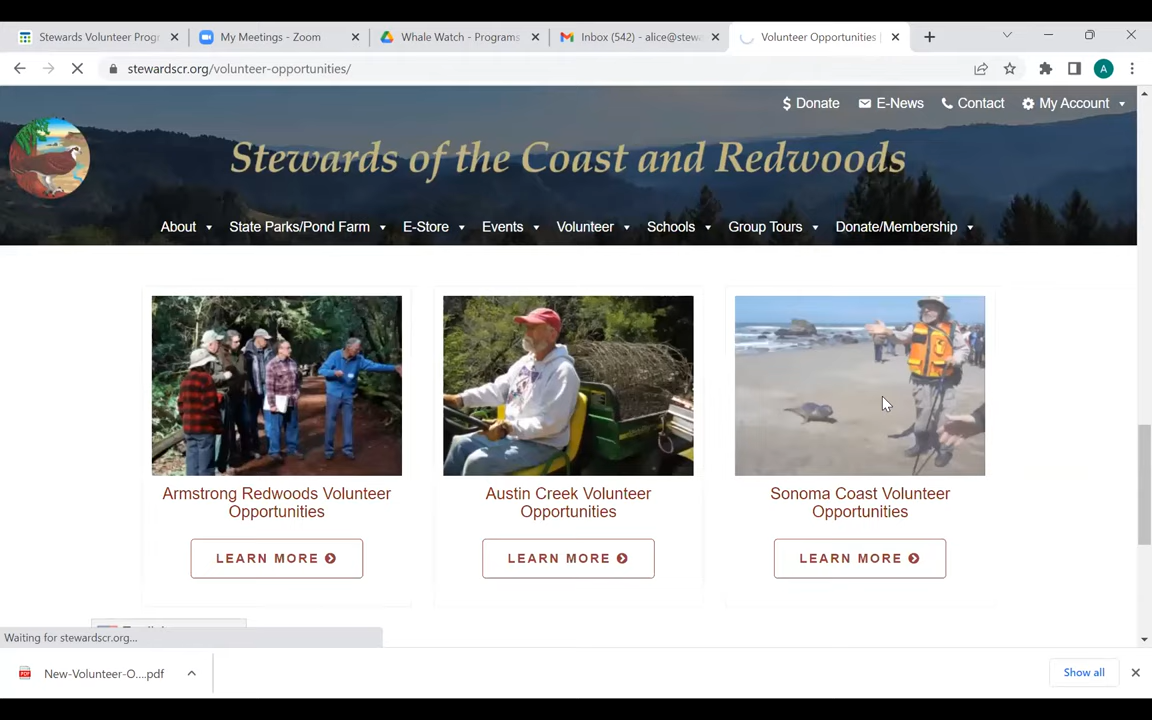 Stewards Volunteer Progr
My Meetings - Zoom
Whale Watch - Programs
Inbox (542) - alice@stew
Volunteer Opportunities
stewardscr.org/volunteer-opportunities/
A
$ Donate
E-News
Contact
My Account
Stewards of the Coast and Redwoods
About
State Parks/Pond Farm
E-Store
Events
Volunteer
Schools
Group Tours
Donate/Membership
Armstrong Redwoods Volunteer
Opportunities
LEARN MORE
Austin Creek Volunteer
Opportunities
LEARN MORE
Sonoma Coast Volunteer
Opportunities
LEARN MORE
Waiting for stewardscr.org...
PDF
New-Volunteer-O....pdf
Show all